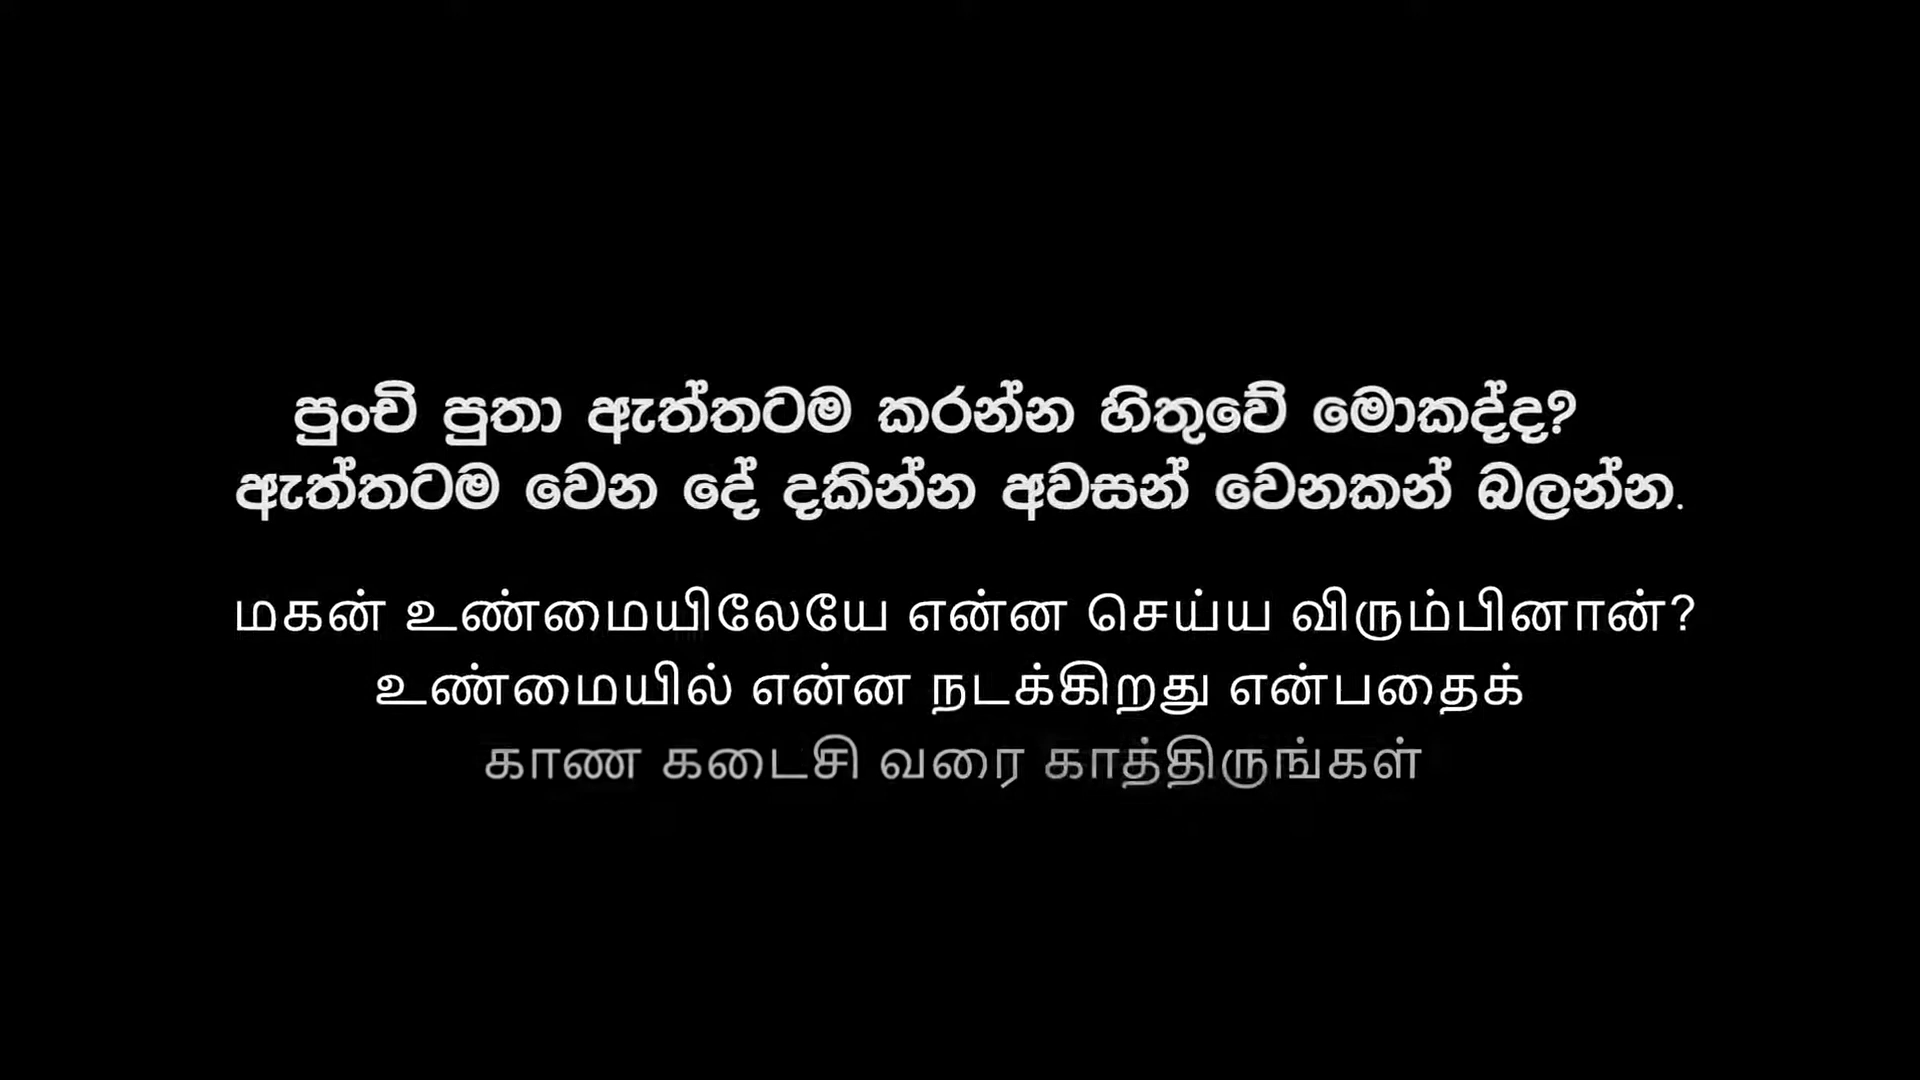 පුංචි පුතා ඇත්තටම කරන්න හිතුවේ මොකද්ද?
ඇත්තටම වෙන දේ දකින්න අවසන් වෙනකන් බලන්න.
மகன் உண்மையிலேயே என்ன செய்ய விரும்பினான்?
உண்மையில் என்ன நடக்கிறது என்பதைக்
காண கடைசி வரை காத்திருங்கள்